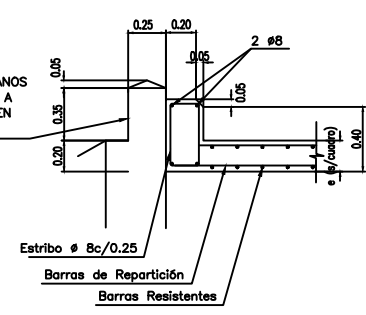 0.25
0.20
2 ø8
0.05
0.05
0.05
ANOS
A
EN
0.35
0.20
0.40
e (s/cuadro)
Estribo ø 8c/0.25
Barras de Repartición
Barras Resistentes